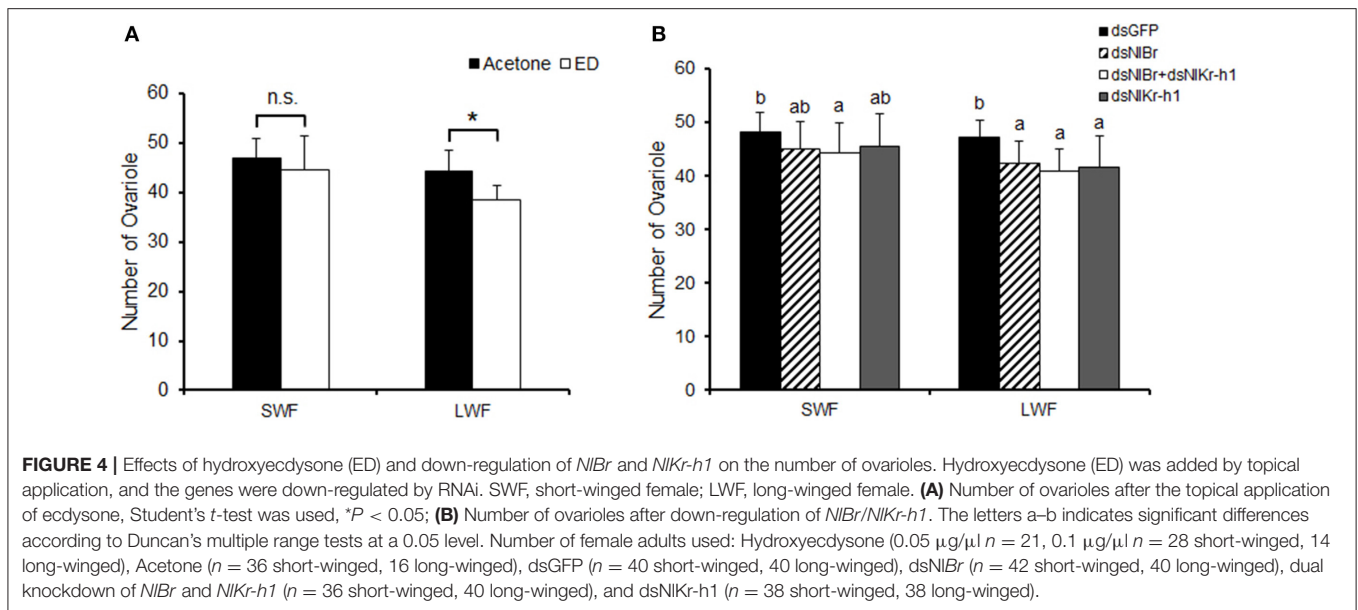 A
Acetone ED
60
50
40
30
20
10
0
Number of Ovariole
n.s.
*
SWF LWF
B
dsGFP
dsNlBr
dsNlBr+dsNlKr-h1
dsNlKr-h1
60
50
40
30
20
10
0
Number of Ovariole
b ab a ab b a a a
SWF LWF
FIGURE 4 | Effects of hydroxyecdysone (ED) and down-regulation of NlBr and NlKr-h1 on the number of ovarioles. Hydroxyecdysone (ED) was added by topical
application, and the genes were down-regulated by RNAi. SWF, short-winged female; LWF, long-winged female. (A) Number of ovarioles after the topical application
of ecdysone, Student's t-test was used, *P < 0.05; (B) Number of ovarioles after down-regulation of NlBr/NlKr-h1. The letters a–b indicates significant differences
according to Duncan's multiple range tests at a 0.05 level. Number of female adults used: Hydroxyecdysone (0.05 μg/μl n = 21, 0.1 μg/μl n = 28 short-winged, 14
long-winged), Acetone (n = 36 short-winged, 16 long-winged), dsGFP (n = 40 short-winged, 40 long-winged), dsNlBr (n = 42 short-winged, 40 long-winged), dual
knockdown of NlBr and NlKr-h1 (n = 36 short-winged, 40 long-winged), and dsNlKr-h1 (n = 38 short-winged, 38 long-winged).